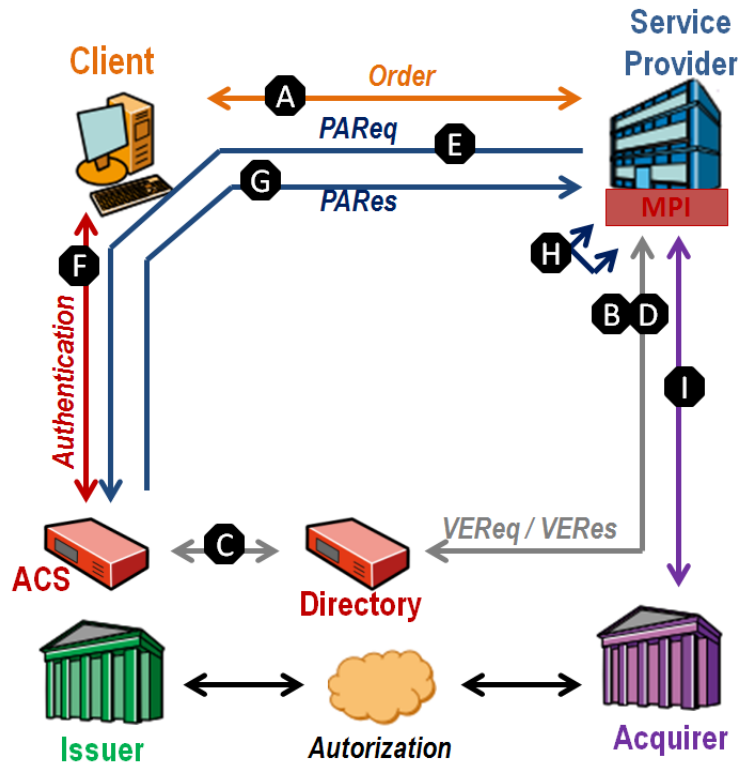 Client
Service
Provider
A
Order
PAReq
E
G
PARes
MPI
F
H
B D
Authentication
I
C
VEReq / VERes
ACS
Directory
Issuer
Autorization
Acquirer